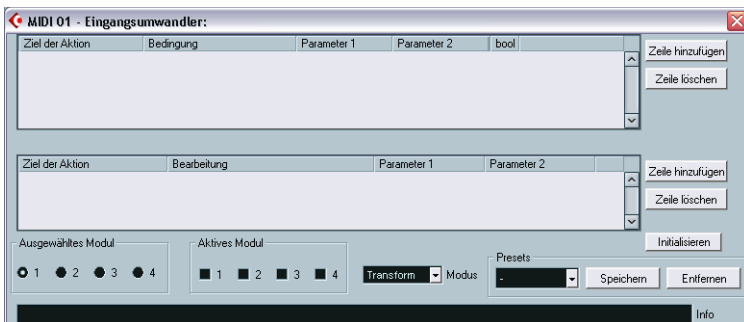 MIDI 01 - Eingangsumwandler:
Ziel der Aktion Bedingung Parameter 1 Parameter 2 bool
Zeile hinzufügen
Zeile löschen
Ziel der Aktion Bearbeitung Parameter 1 Parameter 2
Zeile hinzufügen
Zeile löschen
Initialisieren
Ausgewähltes Modul Aktives Modul Presets
1 2 3 4 1 2 3 4 Transform Modus - Speichern Entfernen
Info